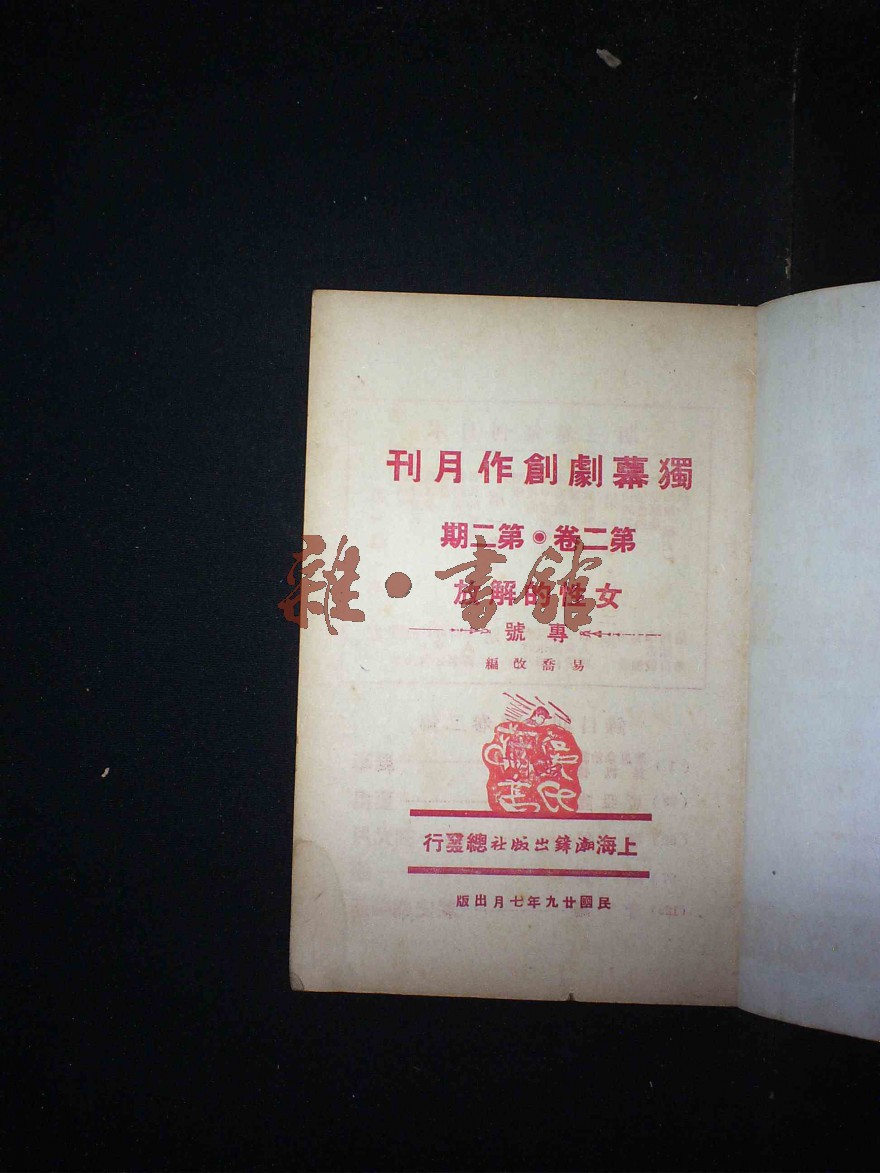 獨幕劇創作月刊
第二卷●第二期
女性的解放
專號
易喬改編
上海潮鋒出版社總發行
民國廿九年七月出版
雜·書館